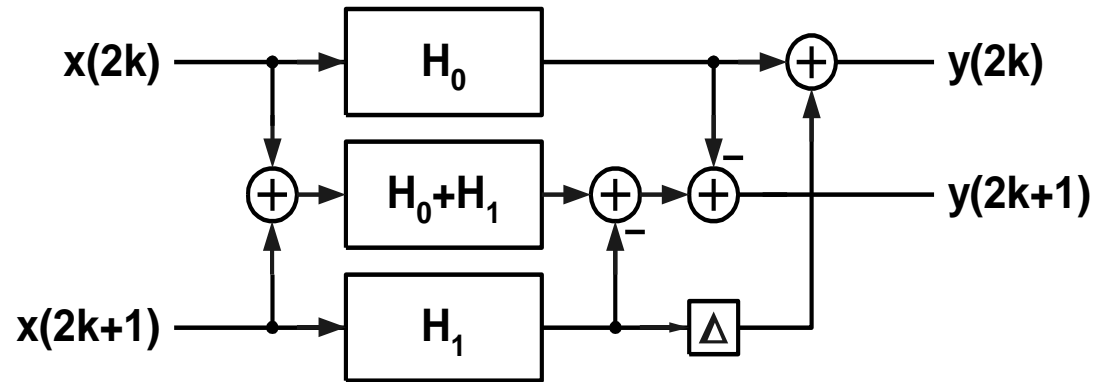 x(2k) H₀ + y(2k)
−
+ H₀+H₁ + + y(2k+1)
−
x(2k+1) H₁ Δ